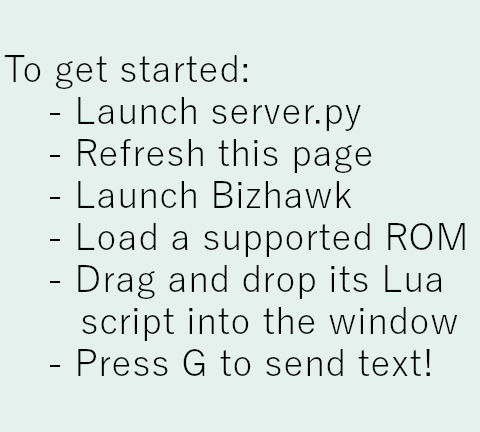 To get started:
- Launch server.py
- Refresh this page
- Launch Bizhawk
- Load a supported ROM
- Drag and drop its Lua
script into the window
- Press G to send text!